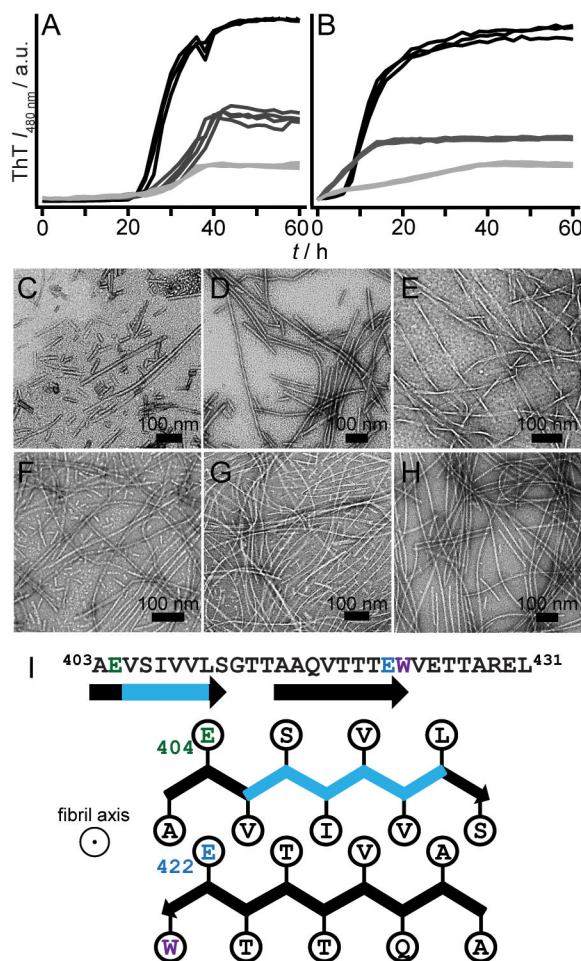 A
B
ThT I480 nm / a.u.
0 20 40 60 0 20 40 60
t / h
C
D
E
100 nm 100 nm 100 nm
F
G
H
100 nm 100 nm 100 nm
I 403AEVSIVVLSGTTAAQVTTTEWVETTAREL431
404 E S V L
A V I V S
fibril axis
422 E T V A
W T T Q A